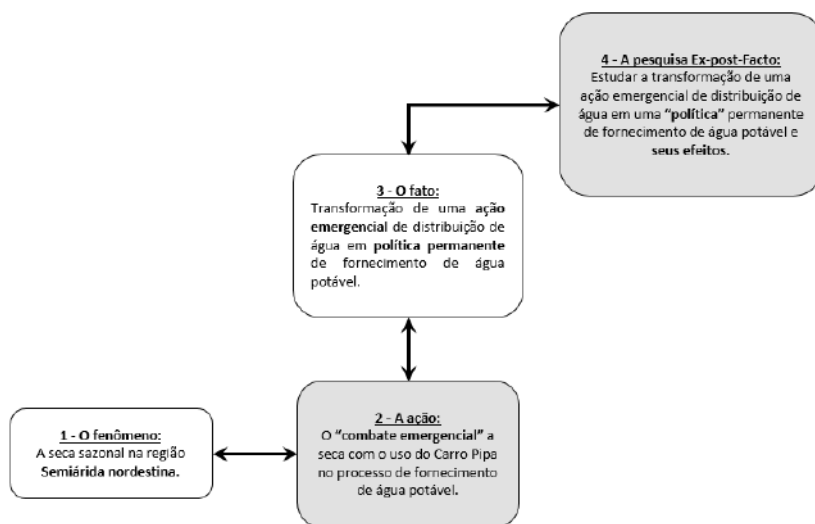 4 - A pesquisa Ex-post-Facto:
Estudar a transformação de uma
ação emergencial de distribuição de
água em uma “política” permanente
de fornecimento de água potável e
seus efeitos.
3 - O fato:
Transformação de uma ação
emergencial de distribuição de
água em política permanente
de fornecimento de água
potável.
2 - A ação:
O “combate emergencial” a
seca com o uso do Carro Pipa
no processo de fornecimento
de água potável.
1 - O fenômeno:
A seca sazonal na região
Semiárida nordestina.